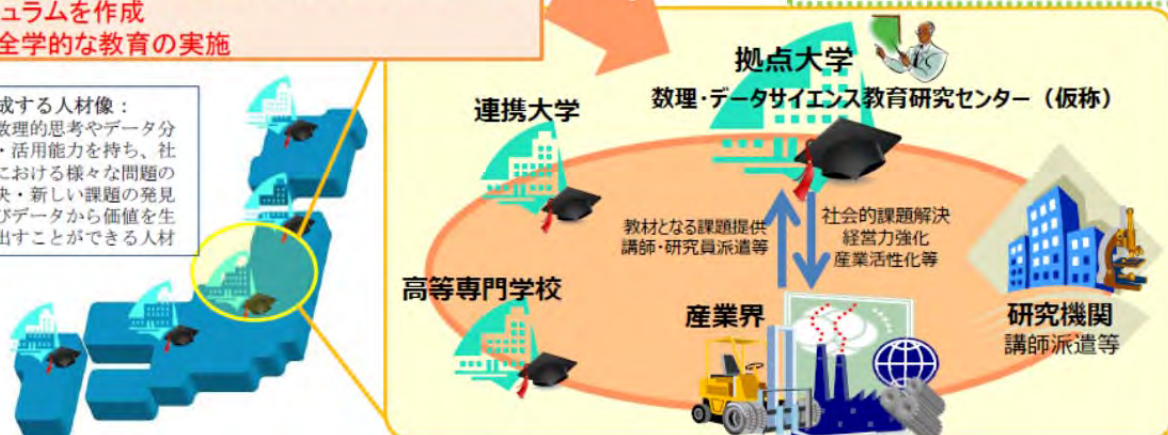 ュラムを作成
全学的な教育の実施
成する人材像：
数理的思考やデータ分
・活用能力を持ち、社
における様々な問題の
決・新しい課題の発見
びデータから価値を生
出すことができる人材
拠点大学
数理・データサイエンス教育研究センター（仮称）
連携大学
教材となる課題提供
講師・研究員派遣等
社会的課題解決
経営力強化
産業活性化等
高等専門学校
産業界
研究機関
講師派遣等